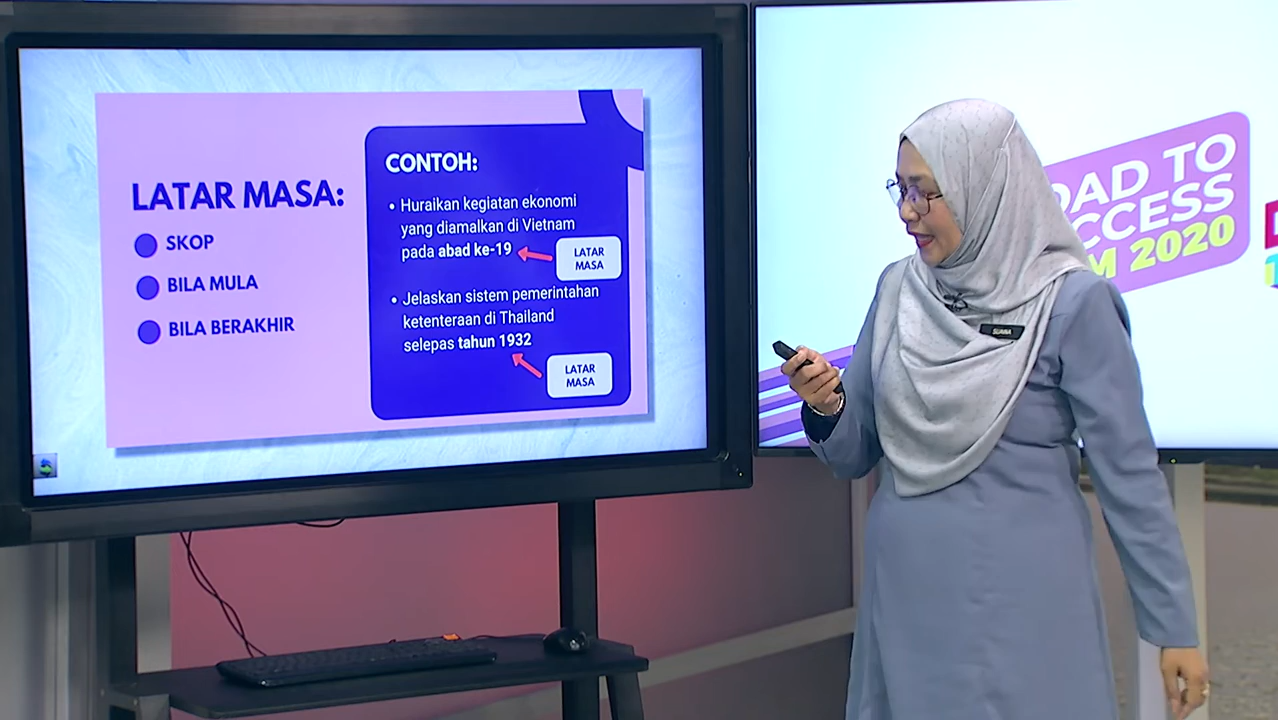 LATAR MASA:
SKOP
BILA MULA
BILA BERAKHIR
CONTOH:
• Huraikan kegiatan ekonomi
yang diamalkan di Vietnam
pada abad ke-19
LATAR
MASA
• Jelaskan sistem pemerintahan
ketenteraan di Thailand
selepas tahun 1932
LATAR
MASA
OAD TO
CCESS
M 2020